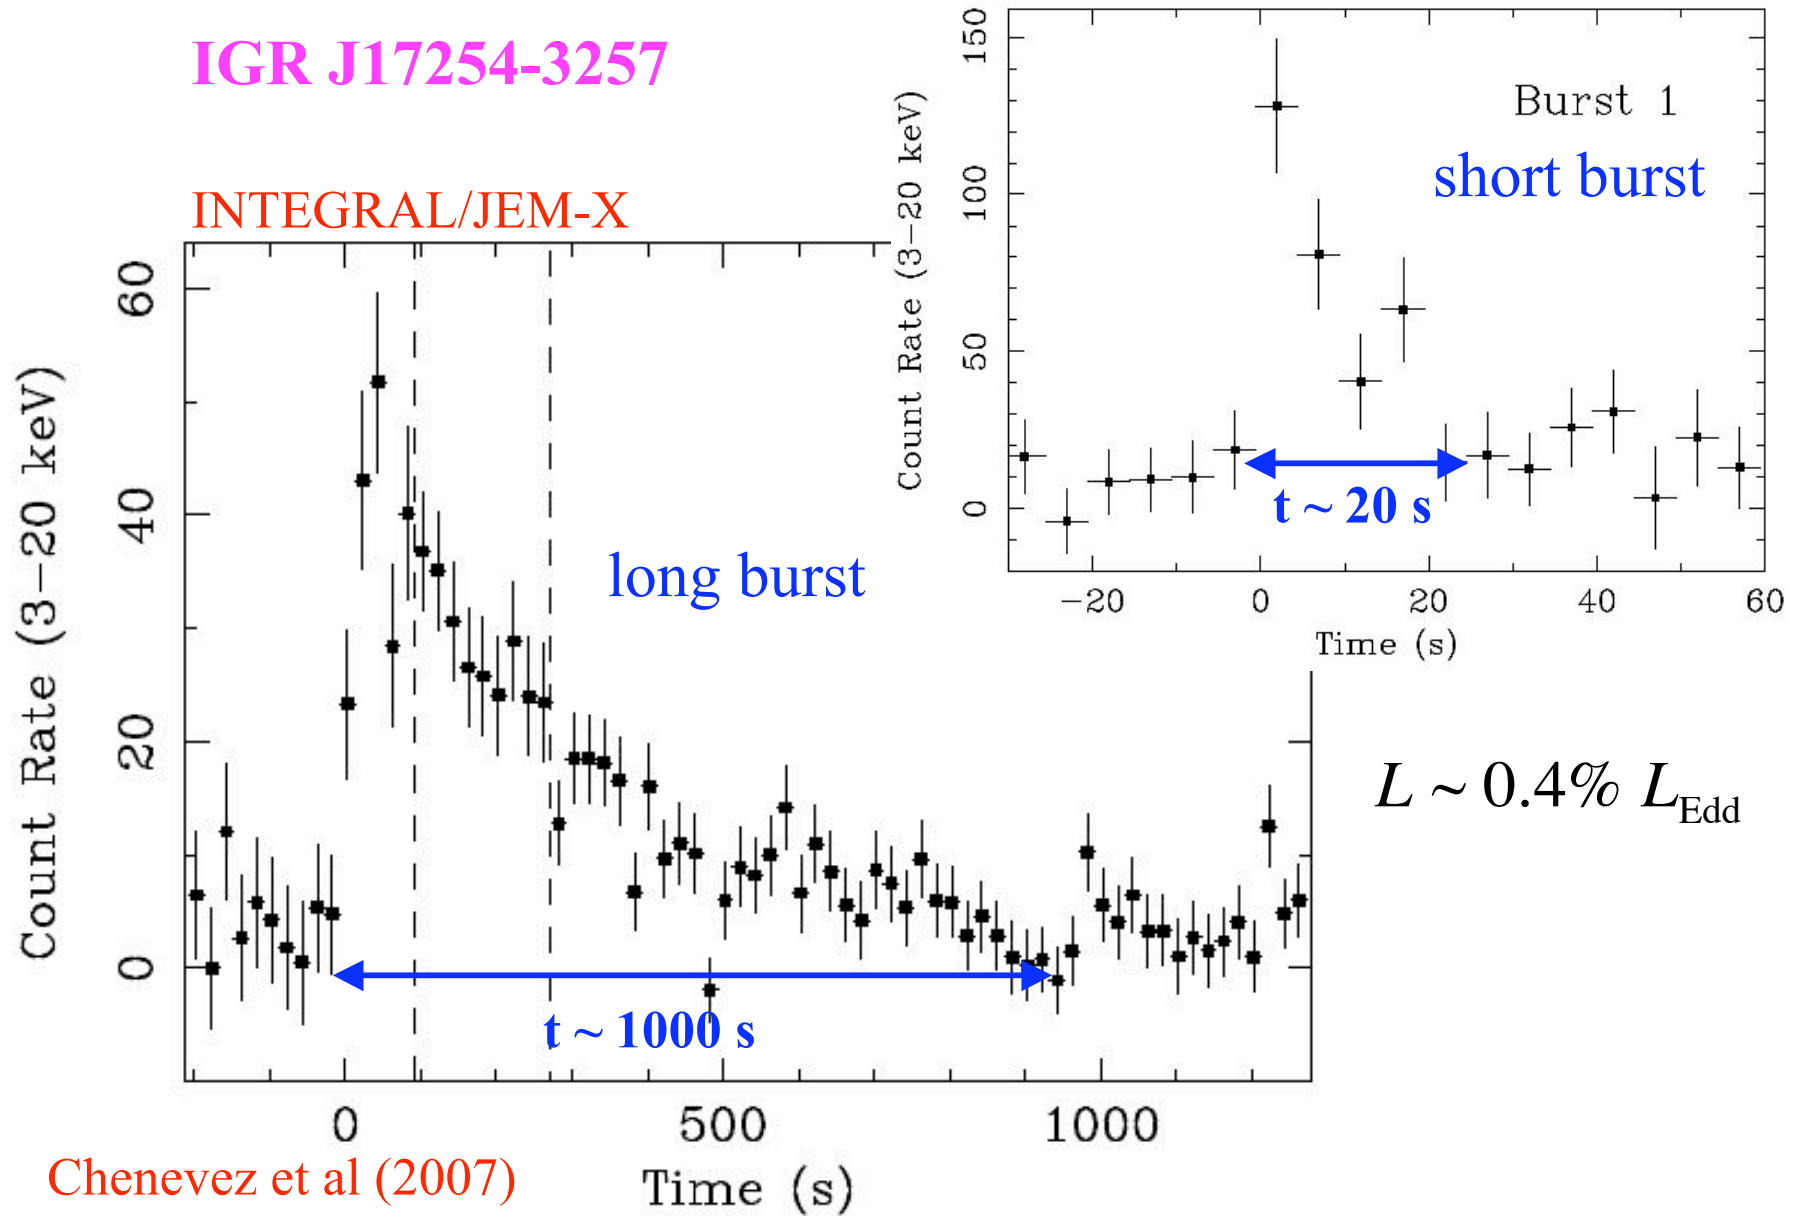 IGR J17254-3257
INTEGRAL/JEM-X
60
40
20
0
Count Rate (3−20 keV)
long burst
t ~ 1000 s
0
500
1000
Time (s)
Chenevez et al (2007)
150
100
50
0
Count Rate (3−20 keV)
Burst 1
short burst
t ~ 20 s
−20
0
20
40
60
Time (s)
L ~ 0.4% L_Edd